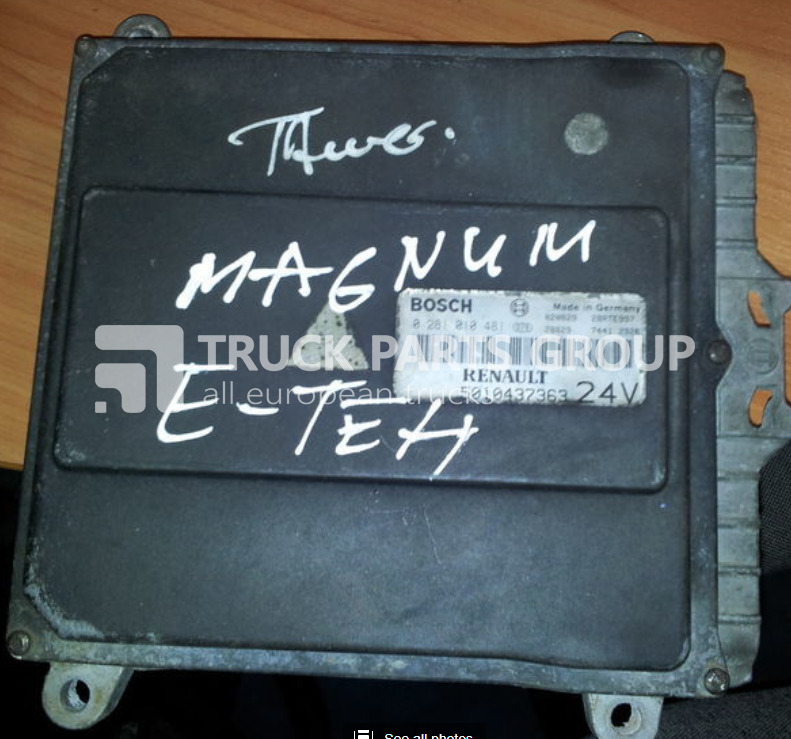 MAGNUM
BOSCH Made in Germany
0 281 010 481
RENAULT
5010437363 24V
TRUCK PARTS GROUP
all european truck
E-TEH
See all photos